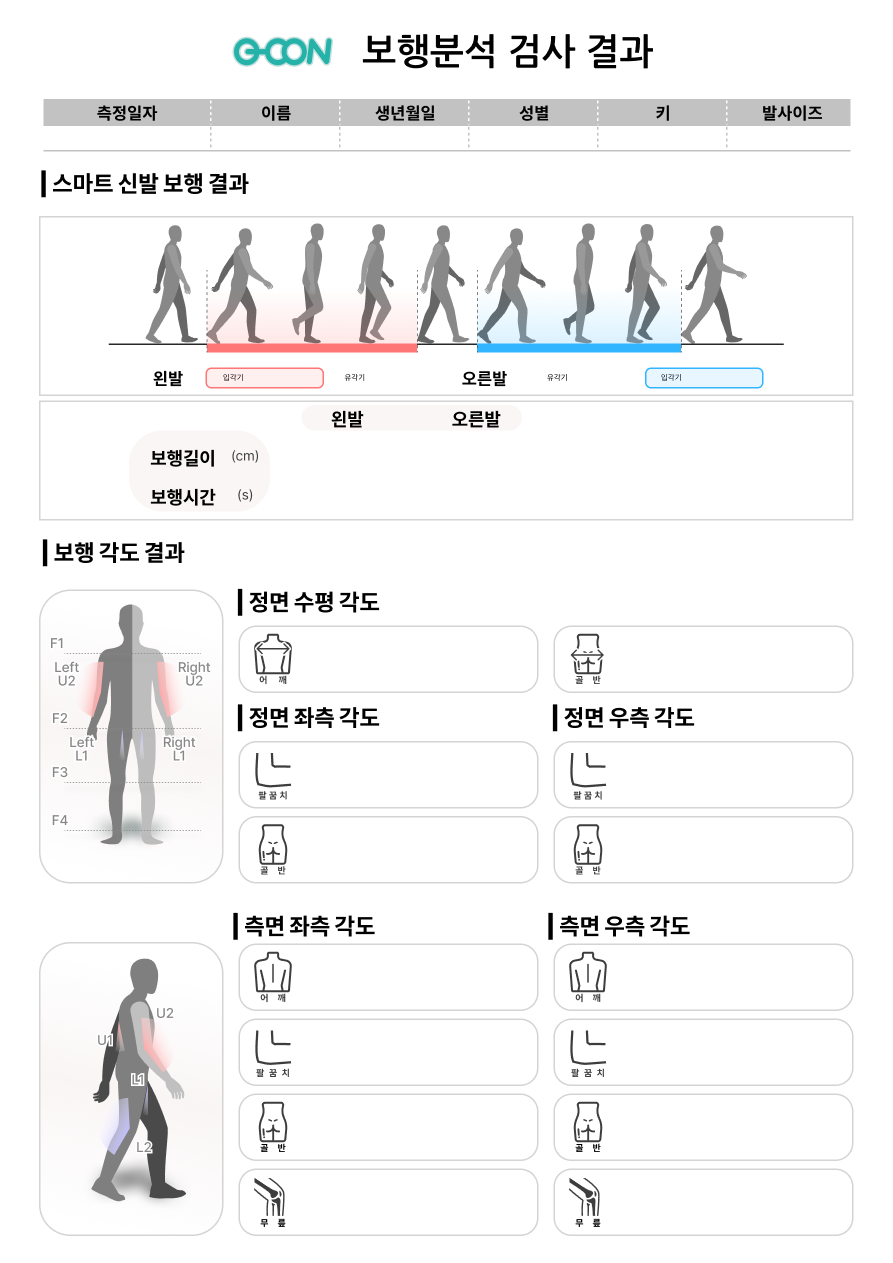 G-CON 보행분석 검사 결과
측정일자 이름 생년월일 성별 키 발사이즈
스마트 신발 보행 결과
왼발 입각기 유각기 오른발 유각기 입각기
왼발 오른발
보행길이 (cm)
보행시간 (s)
보행 각도 결과
F1
Left Right
U2 U2
F2
Left Right
L1 L1
F3
F4
정면 수평 각도
어 깨 골 반
정면 좌측 각도 정면 우측 각도
팔 꿈 치 팔 꿈 치
골 반 골 반
측면 좌측 각도 측면 우측 각도
U2
U1
L1
L2
어 깨 어 깨
팔 꿈 치 팔 꿈 치
골 반 골 반
무 릎 무 릎